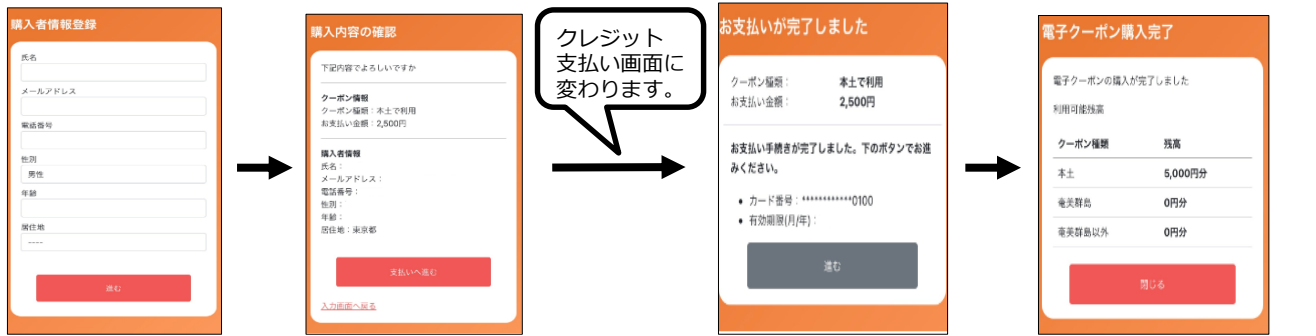 購入者情報登録
氏名
メールアドレス
電話番号
性別
男性
年齢
居住地
----
進む
購入内容の確認
下記内容でよろしいですか
クーポン情報
クーポン種類：本土で利用
お支払い金額：2,500円
購入者情報
氏名：
メールアドレス：
電話番号：
性別：
年齢：
居住地：東京都
支払いへ進む
入力画面へ戻る
クレジット
支払い画面に
変わります。
お支払いが完了しました
クーポン種類： 本土で利用
お支払い金額： 2,500円
お支払い手続きが完了しました。下のボタンでお進
みください。
• カード番号：************0100
• 有効期限(月/年)：
進む
電子クーポン購入完了
電子クーポンの購入が完了しました
利用可能残高
クーポン種類 残高
本土 5,000円分
奄美群島 0円分
奄美群島以外 0円分
閉じる